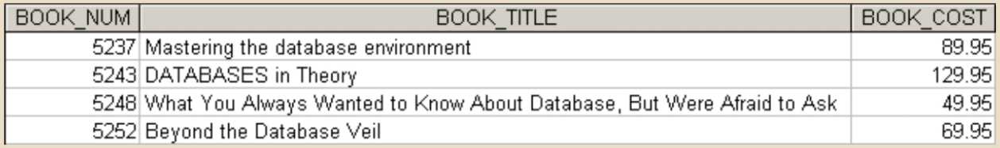 BOOK_NUM BOOK_TITLE BOOK_COST
5237 Mastering the database environment 89.95
5243 DATABASES in Theory 129.95
5248 What You Always Wanted to Know About Database, But Were Afraid to Ask 49.95
5252 Beyond the Database Veil 69.95